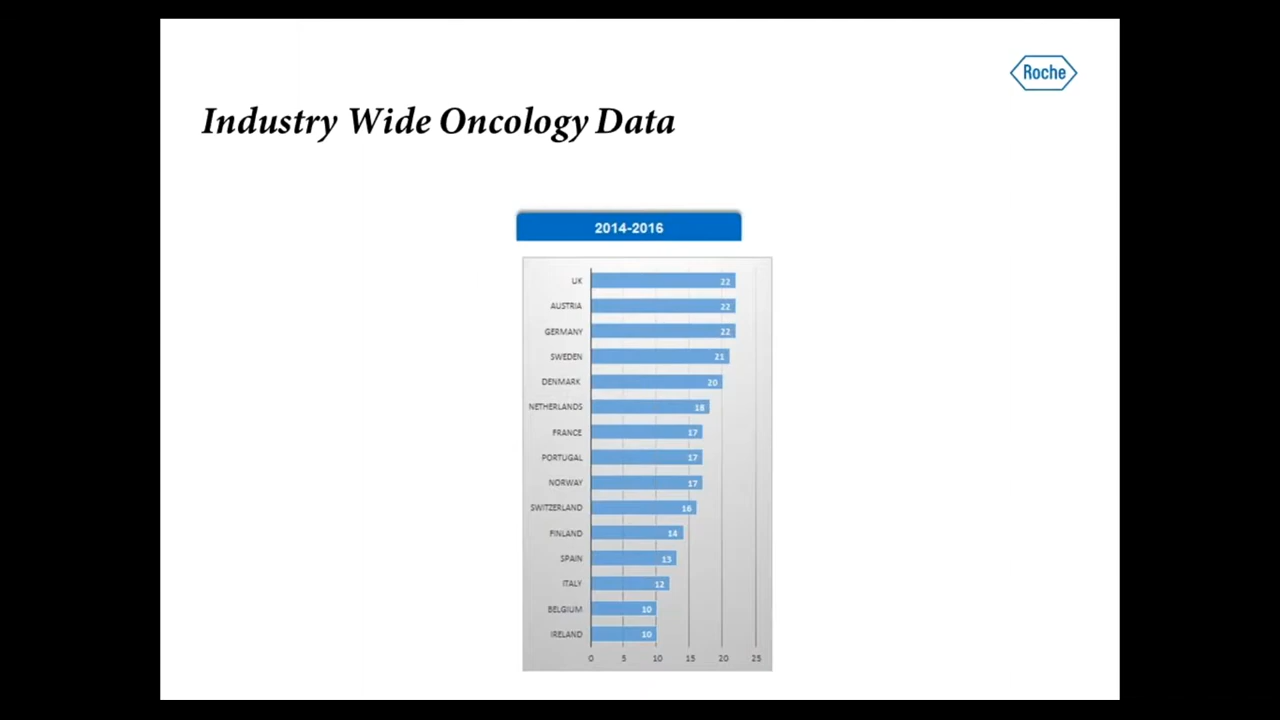 Roche
Industry Wide Oncology Data
2014-2016
UK 22
AUSTRIA 22
GERMANY 22
SWEDEN 21
DENMARK 20
NETHERLANDS 18
FRANCE 17
PORTUGAL 17
NORWAY 17
SWITZERLAND 16
FINLAND 14
SPAIN 13
ITALY 12
BELGIUM 10
IRELAND 10
0 5 10 15 20 25